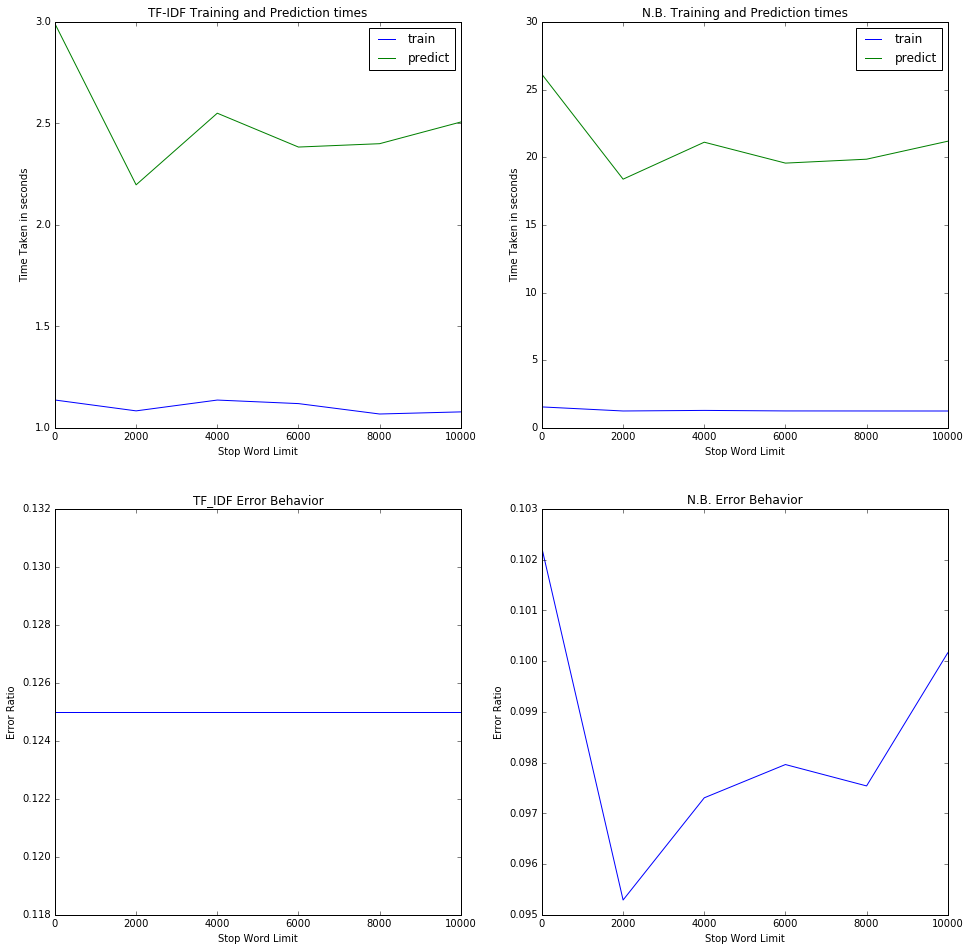 TF-IDF Training and Prediction times
3.0
2.5
2.0
1.5
1.0
Time Taken in seconds
train
predict
0 2000 4000 6000 8000 10000
Stop Word Limit
N.B. Training and Prediction times
30
25
20
15
10
5
0
Time Taken in seconds
train
predict
0 2000 4000 6000 8000 10000
Stop Word Limit
TF_IDF Error Behavior
0.132
0.130
0.128
0.126
0.124
0.122
0.120
0.118
Error Ratio
0 2000 4000 6000 8000 10000
Stop Word Limit
N.B. Error Behavior
0.103
0.102
0.101
0.100
0.099
0.098
0.097
0.096
0.095
Error Ratio
0 2000 4000 6000 8000 10000
Stop Word Limit